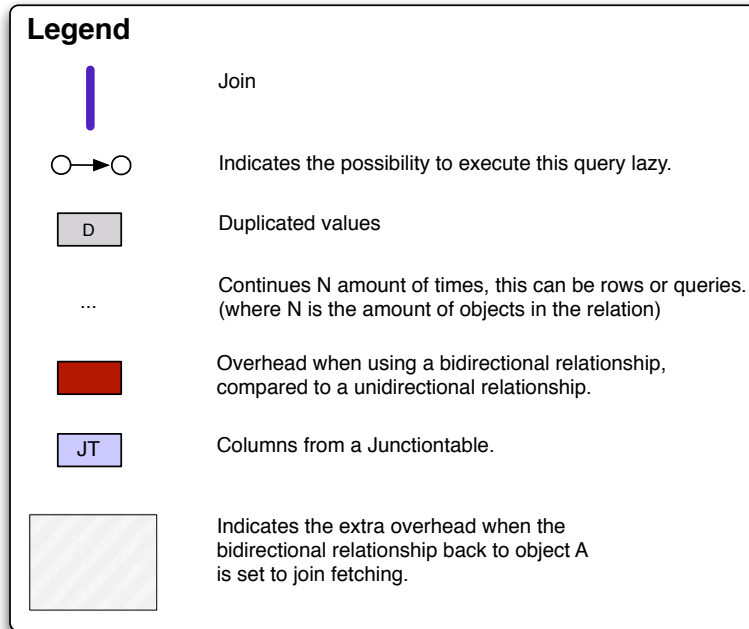 Legend
Join
Indicates the possibility to execute this query lazy.
D
Duplicated values
...
Continues N amount of times, this can be rows or queries.
(where N is the amount of objects in the relation)
Overhead when using a bidirectional relationship,
compared to a unidirectional relationship.
JT
Columns from a Junctiontable.
Indicates the extra overhead when the
bidirectional relationship back to object A
is set to join fetching.